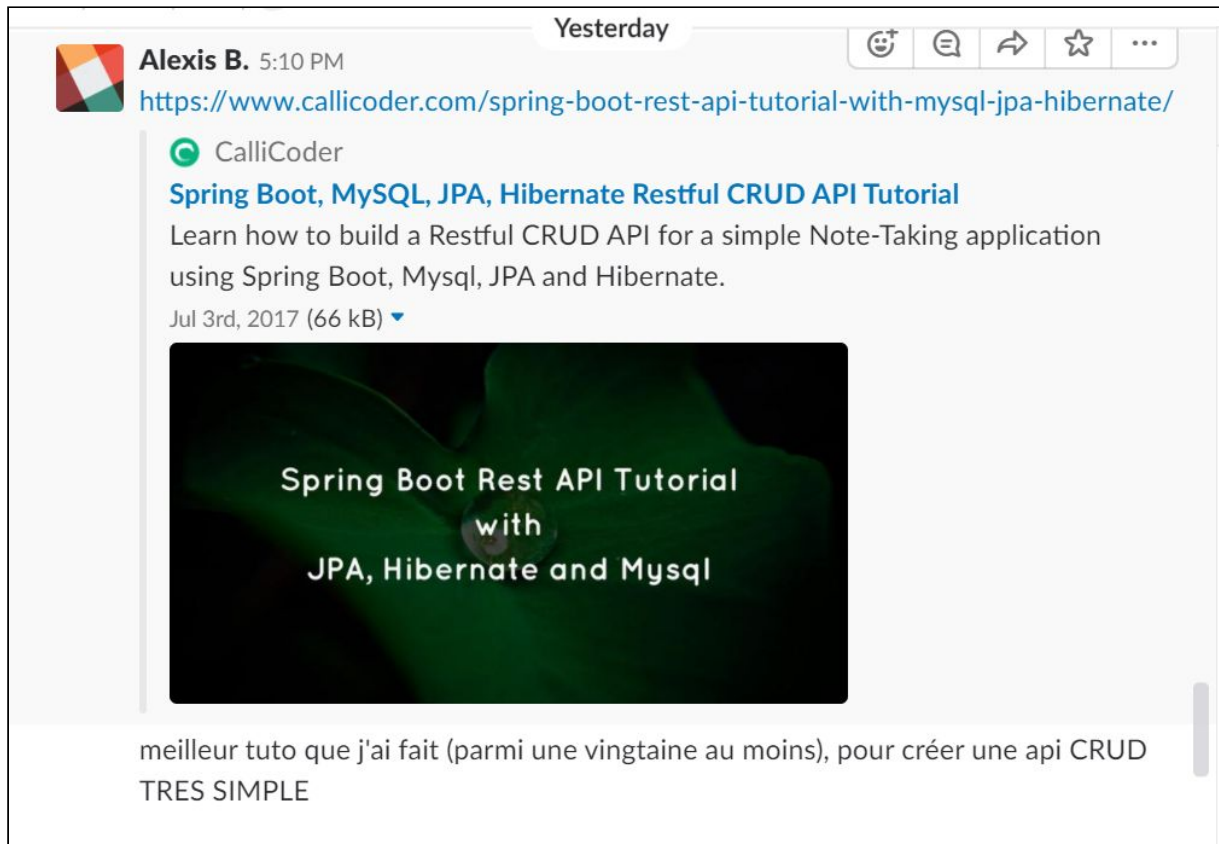 Yesterday
Alexis B. 5:10 PM
https://www.callicoder.com/spring-boot-rest-api-tutorial-with-mysql-jpa-hibernate/
CalliCoder
Spring Boot, MySQL, JPA, Hibernate Restful CRUD API Tutorial
Learn how to build a Restful CRUD API for a simple Note-Taking application
using Spring Boot, Mysql, JPA and Hibernate.
Jul 3rd, 2017 (66 kB)
Spring Boot Rest API Tutorial
with
JPA, Hibernate and Mysql
meilleur tuto que j'ai fait (parmi une vingtaine au moins), pour créer une api CRUD
TRES SIMPLE